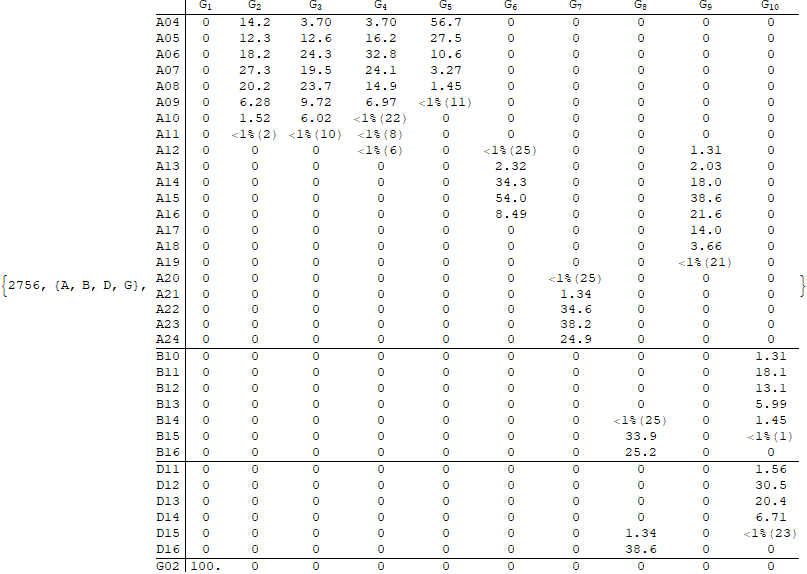 G1 G2 G3 G4 G5 G6 G7 G8 G9 G10
A04 0 14.2 3.70 3.70 56.7 0 0 0 0 0
A05 0 12.3 12.6 16.2 27.5 0 0 0 0 0
A06 0 18.2 24.3 32.8 10.6 0 0 0 0 0
A07 0 27.3 19.5 24.1 3.27 0 0 0 0 0
A08 0 20.2 23.7 14.9 1.45 0 0 0 0 0
A09 0 6.28 9.72 6.97 <1%(11) 0 0 0 0 0
A10 0 1.52 6.02 <1%(22) 0 0 0 0 0 0
A11 0 <1%(2) <1%(10) <1%(8) 0 0 0 0 0 0
A12 0 0 0 <1%(6) 0 <1%(25) 0 0 1.31 0
A13 0 0 0 0 0 2.32 0 0 2.03 0
A14 0 0 0 0 0 34.3 0 0 18.0 0
A15 0 0 0 0 0 54.0 0 0 38.6 0
A16 0 0 0 0 0 8.49 0 0 21.6 0
A17 0 0 0 0 0 0 0 0 14.0 0
A18 0 0 0 0 0 0 0 0 3.66 0
A19 0 0 0 0 0 0 0 0 <1%(21) 0
{2756, {A, B, D, G}, A20 0 0 0 0 0 0 <1%(25) 0 0 0 }
A21 0 0 0 0 0 0 1.34 0 0 0
A22 0 0 0 0 0 0 34.6 0 0 0
A23 0 0 0 0 0 0 38.2 0 0 0
A24 0 0 0 0 0 0 24.9 0 0 0
B10 0 0 0 0 0 0 0 0 0 1.31
B11 0 0 0 0 0 0 0 0 0 18.1
B12 0 0 0 0 0 0 0 0 0 13.1
B13 0 0 0 0 0 0 0 0 0 5.99
B14 0 0 0 0 0 0 0 <1%(25) 0 1.45
B15 0 0 0 0 0 0 0 33.9 0 <1%(1)
B16 0 0 0 0 0 0 0 25.2 0 0
D11 0 0 0 0 0 0 0 0 0 1.56
D12 0 0 0 0 0 0 0 0 0 30.5
D13 0 0 0 0 0 0 0 0 0 20.4
D14 0 0 0 0 0 0 0 0 0 6.71
D15 0 0 0 0 0 0 0 1.34 0 <1%(23)
D16 0 0 0 0 0 0 0 38.6 0 0
G02 100. 0 0 0 0 0 0 0 0 0